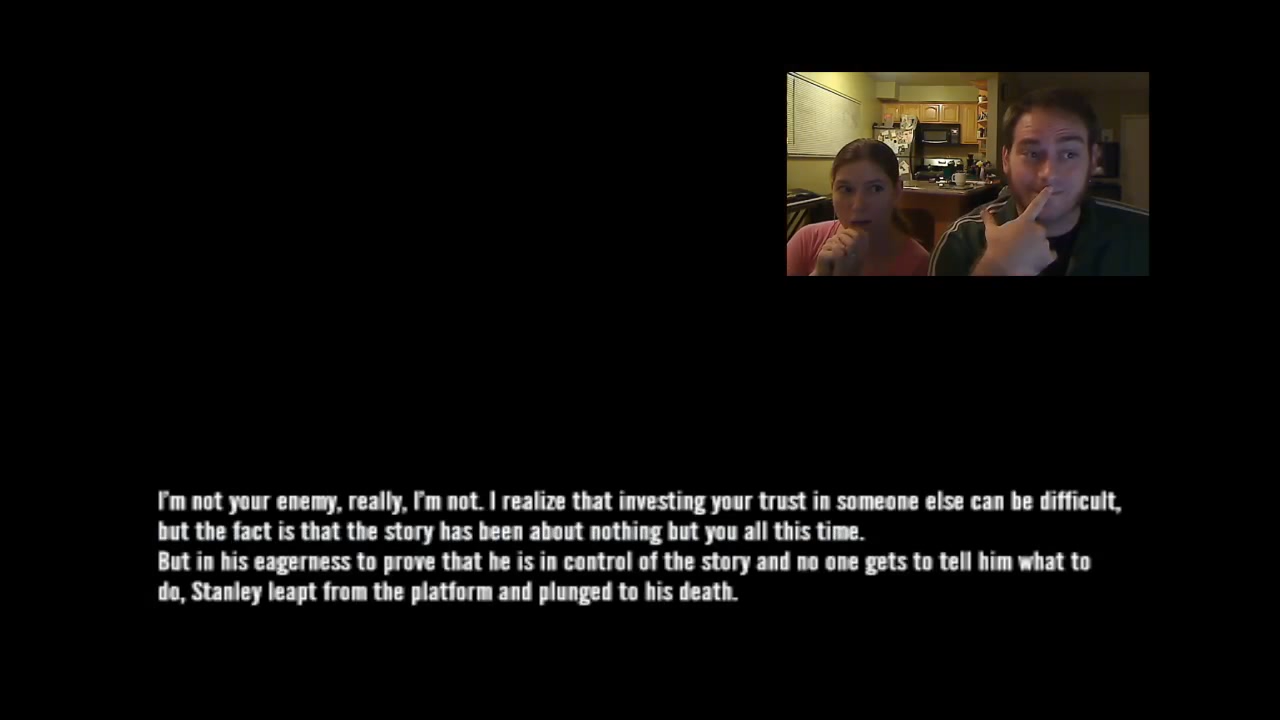 I'm not your enemy, really, I'm not. I realize that investing your trust in someone else can be difficult,
but the fact is that the story has been about nothing but you all this time.
But in his eagerness to prove that he is in control of the story and no one gets to tell him what to
do, Stanley leapt from the platform and plunged to his death.